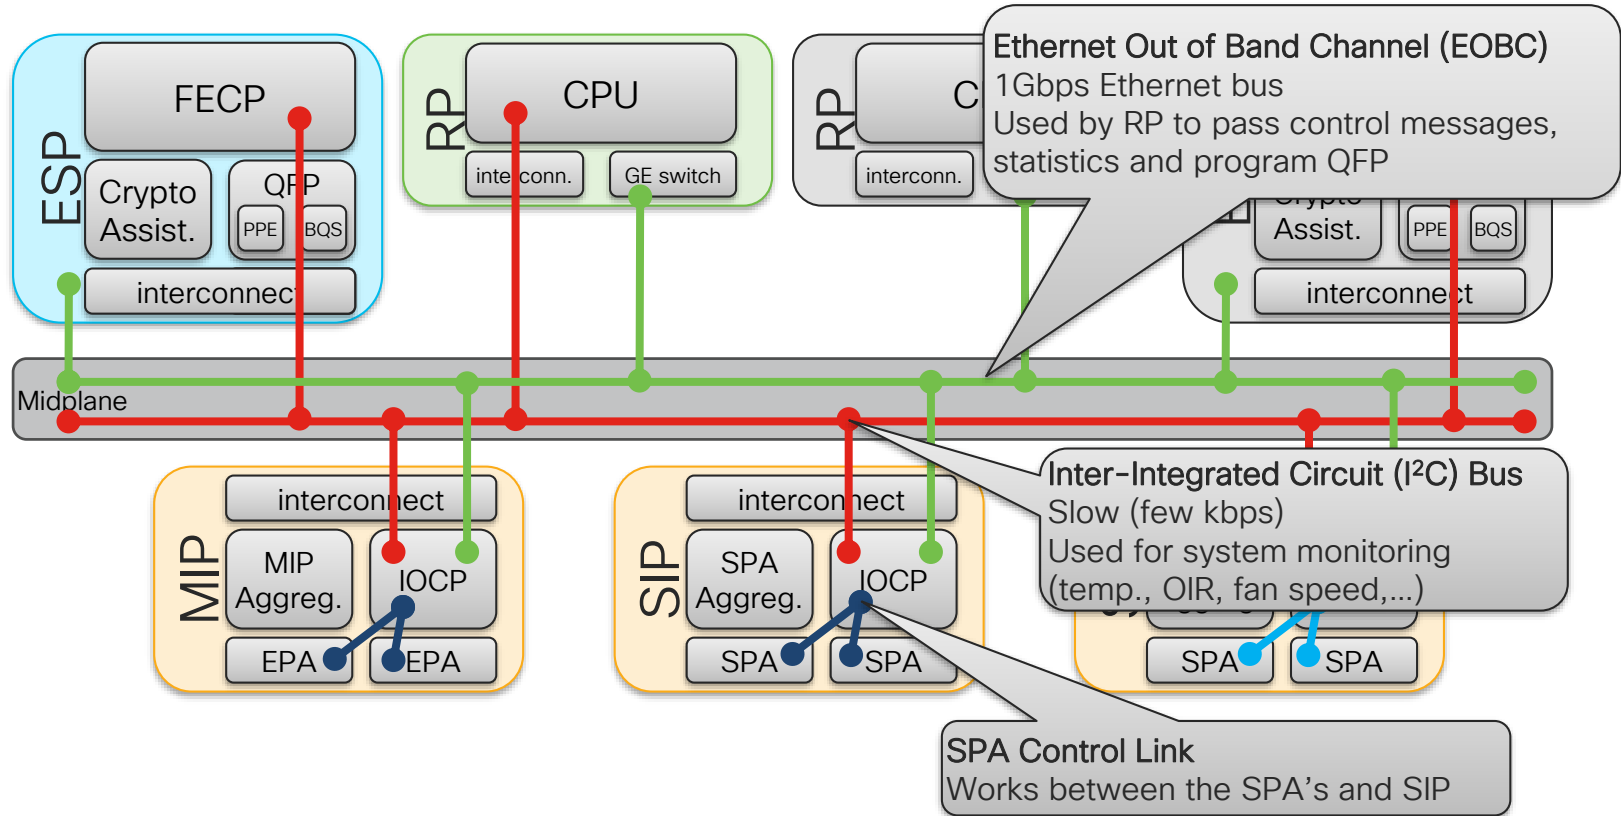 ESP
FECP
Crypto
Assist.
QFP
PPE
BQS
interconnect
RP
CPU
interconn.
GE switch
RP
interconn.
Ethernet Out of Band Channel (EOBC)
1Gbps Ethernet bus
Used by RP to pass control messages,
statistics and program QFP
Assist.
PPE
BQS
interconnect
Midplane
MIP
interconnect
MIP
Aggreg.
IOCP
EPA
EPA
SIP
interconnect
SPA
Aggreg.
IOCP
SPA
SPA
Inter-Integrated Circuit (I²C) Bus
Slow (few kbps)
Used for system monitoring
(temp., OIR, fan speed,...)
SPA
SPA
SPA Control Link
Works between the SPA's and SIP